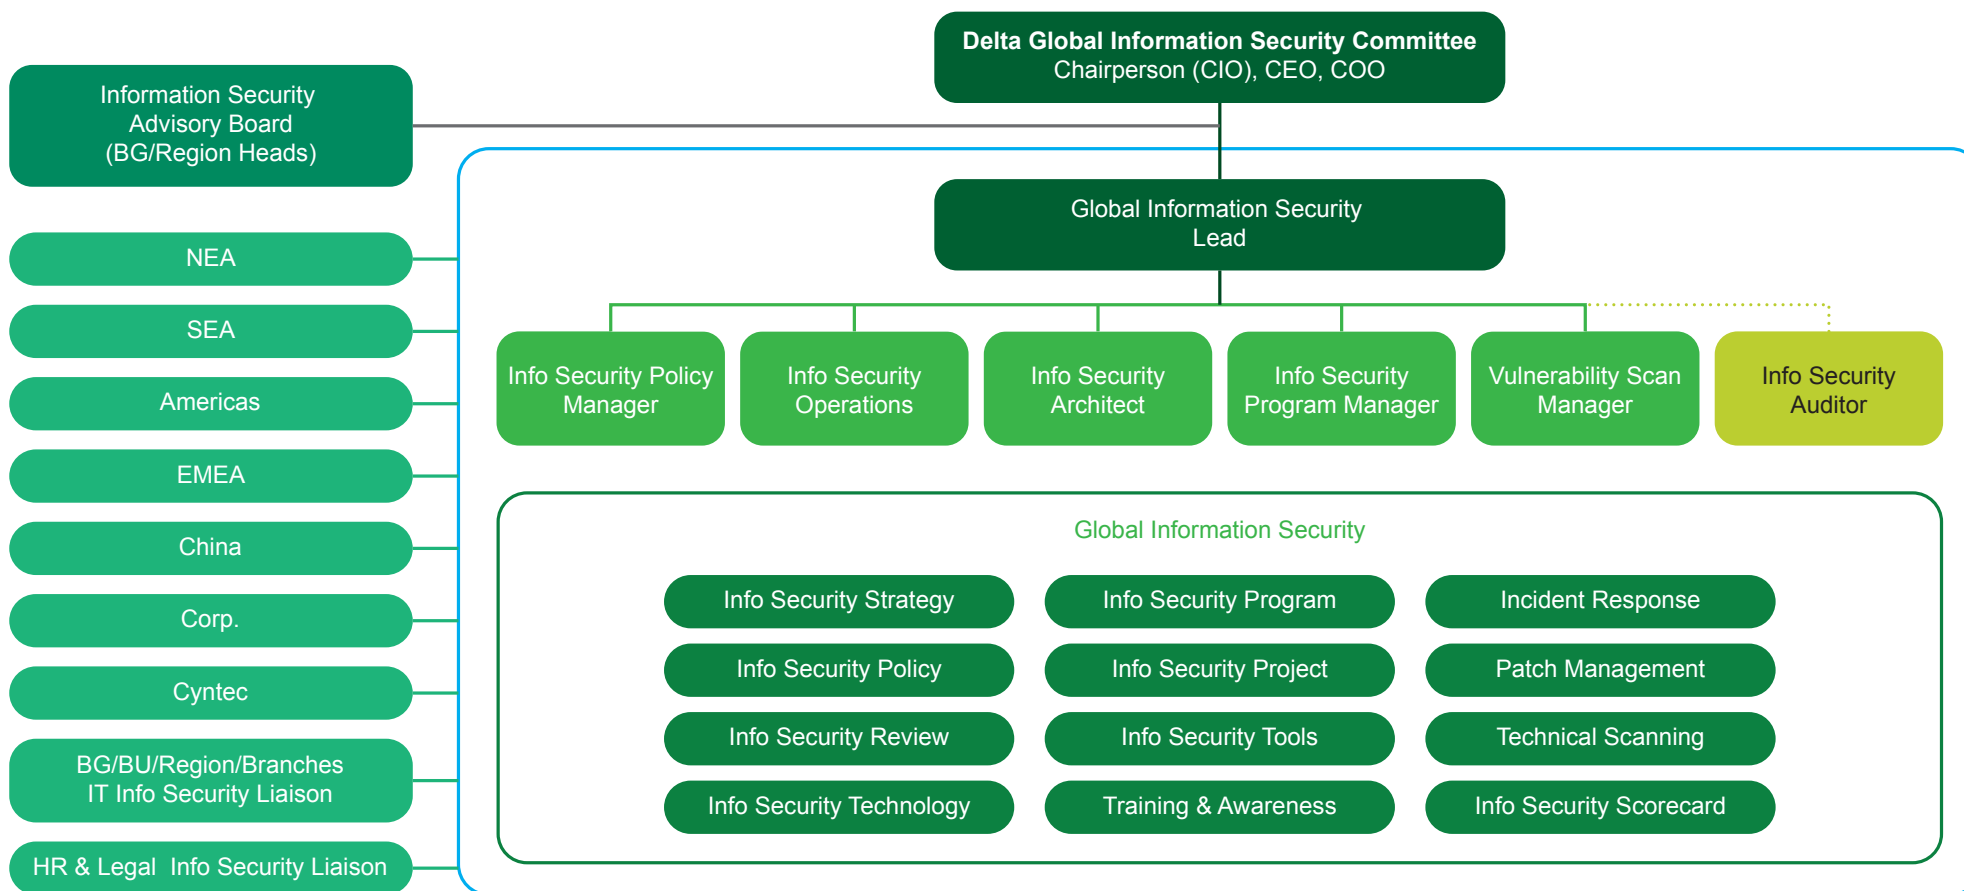 Delta Global Information Security Committee
Chairperson (CIO), CEO, COO
Information Security
Advisory Board
(BG/Region Heads)
Global Information Security
Lead
NEA
SEA
Americas
EMEA
China
Corp.
Cyntec
BG/BU/Region/Branches
IT Info Security Liaison
HR & Legal  Info Security Liaison
Info Security Policy
Manager
Info Security
Operations
Info Security
Architect
Info Security
Program Manager
Vulnerability Scan
Manager
Info Security
Auditor
Global Information Security
Info Security Strategy
Info Security Policy
Info Security Review
Info Security Technology
Info Security Program
Info Security Project
Info Security Tools
Training & Awareness
Incident Response
Patch Management
Technical Scanning
Info Security Scorecard